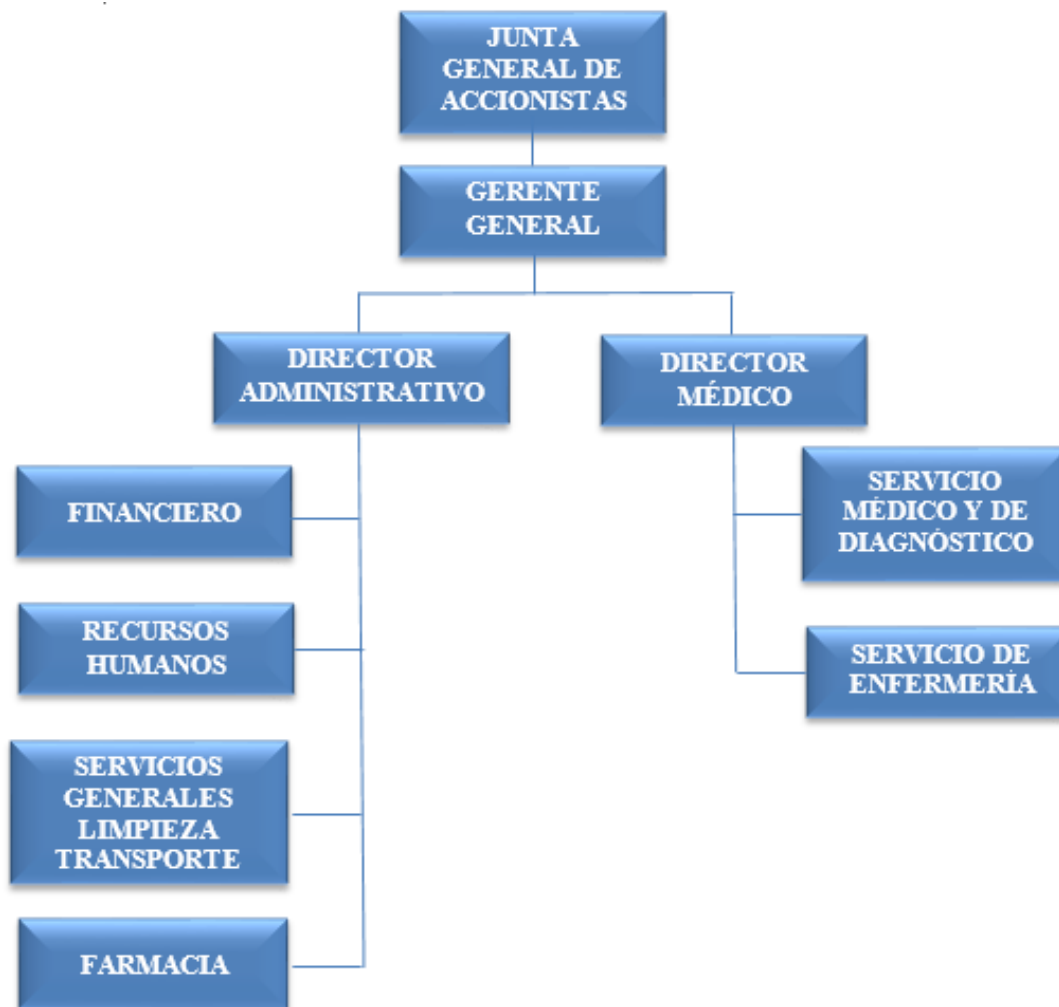 JUNTA
GENERAL DE
ACCIONISTAS
GERENTE
GENERAL
DIRECTOR
ADMINISTRATIVO
DIRECTOR
MÉDICO
FINANCIERO
RECURSOS
HUMANOS
SERVICIOS
GENERALES
LIMPIEZA
TRANSPORTE
FARMACIA
SERVICIO
MÉDICO Y DE
DIAGNÓSTICO
SERVICIO DE
ENFERMERÍA